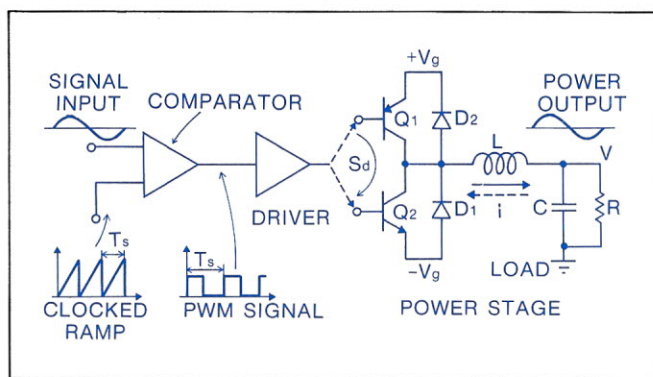 SIGNAL
INPUT
COMPARATOR
+Vg
POWER
OUTPUT
Q1
D2
L
V
Sd
i
C
R
DRIVER
Q2
D1
Ts
Ts
-Vg
LOAD
CLOCKED
RAMP
PWM SIGNAL
POWER STAGE